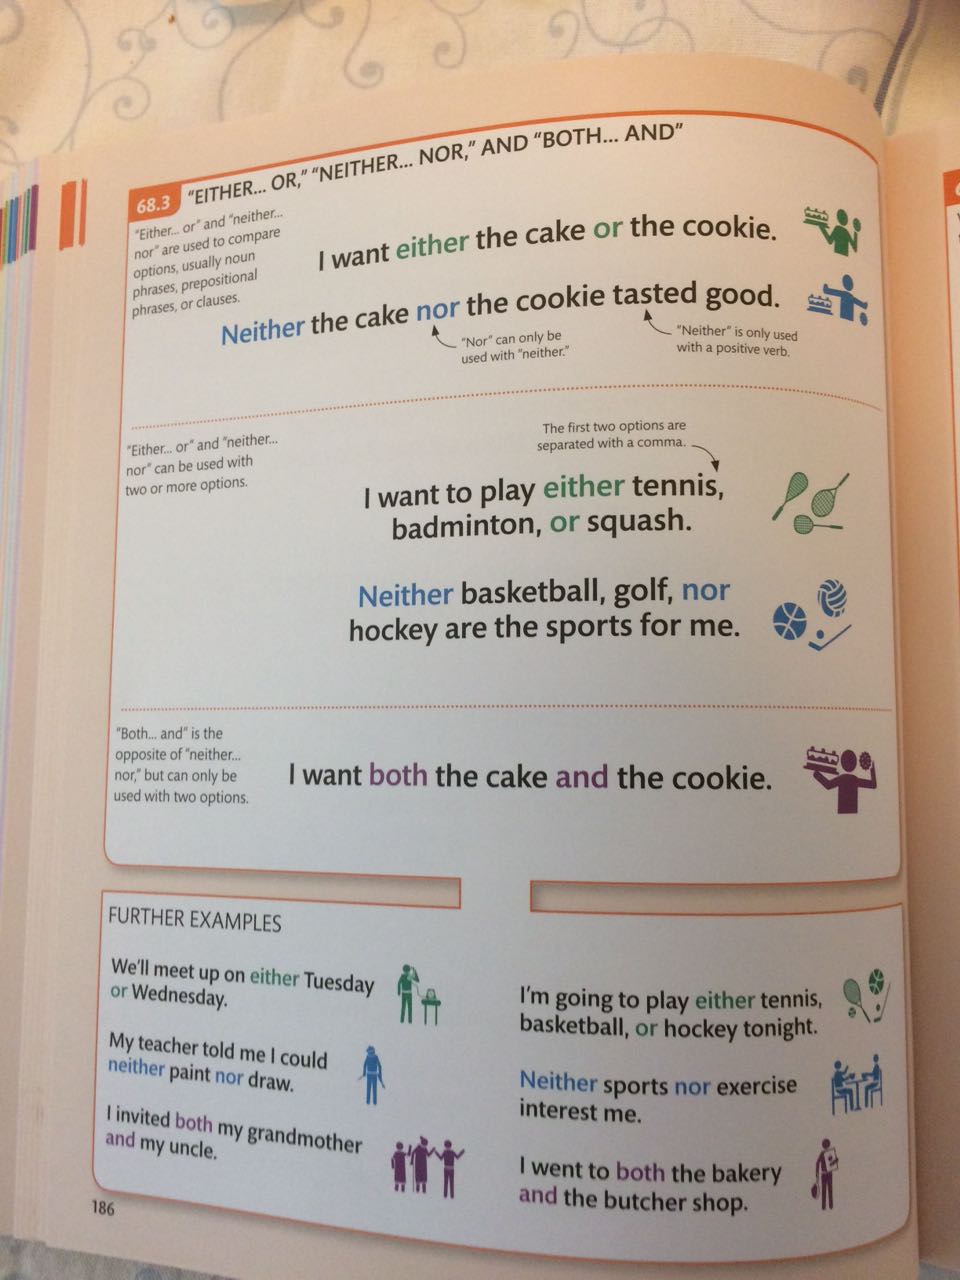 68.3 "EITHER... OR," "NEITHER... NOR," AND "BOTH... AND"
"Either... or" and "neither...
nor" are used to compare
options, usually noun
phrases, prepositional
phrases, or clauses.
I want either the cake or the cookie.
Neither the cake nor the cookie tasted good.
"Nor" can only be
used with "neither."
"Neither" is only used
with a positive verb.
"Either... or" and "neither...
nor" can be used with
two or more options.
The first two options are
separated with a comma.
I want to play either tennis,
badminton, or squash.
Neither basketball, golf, nor
hockey are the sports for me.
"Both... and" is the
opposite of "neither...
nor," but can only be
used with two options.
I want both the cake and the cookie.
FURTHER EXAMPLES
We'll meet up on either Tuesday
or Wednesday.
My teacher told me I could
neither paint nor draw.
I invited both my grandmother
and my uncle.
I'm going to play either tennis,
basketball, or hockey tonight.
Neither sports nor exercise
interest me.
I went to both the bakery
and the butcher shop.
186